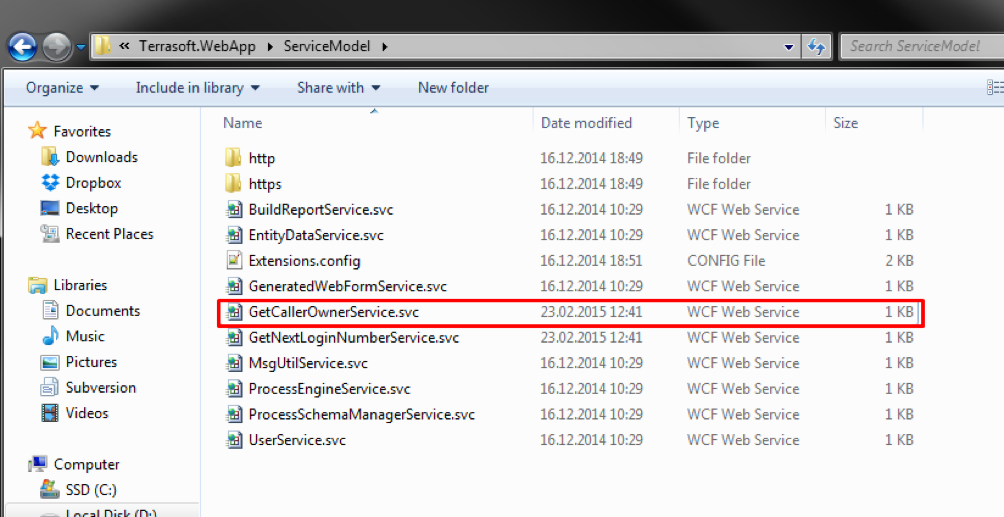 « Terrasoft.WebApp ▸ ServiceModel ▸
Search ServiceModel
Organize ▼ Include in library ▼ Share with ▼ New folder
Favorites
Downloads
Dropbox
Desktop
Recent Places
Libraries
Documents
Music
Pictures
Subversion
Videos
Computer
SSD (C:)
Local Disk (D:)
Name Date modified Type Size
http 16.12.2014 18:49 File folder
https 16.12.2014 18:49 File folder
BuildReportService.svc 16.12.2014 10:29 WCF Web Service 1 KB
EntityDataService.svc 16.12.2014 10:29 WCF Web Service 1 KB
Extensions.config 16.12.2014 18:51 CONFIG File 2 KB
GeneratedWebFormService.svc 16.12.2014 10:29 WCF Web Service 1 KB
GetCallerOwnerService.svc 23.02.2015 12:41 WCF Web Service 1 KB
GetNextLoginNumberService.svc 23.02.2015 12:41 WCF Web Service 1 KB
MsgUtilService.svc 16.12.2014 10:29 WCF Web Service 1 KB
ProcessEngineService.svc 16.12.2014 10:29 WCF Web Service 1 KB
ProcessSchemaManagerService.svc 16.12.2014 10:29 WCF Web Service 1 KB
UserService.svc 16.12.2014 10:29 WCF Web Service 1 KB